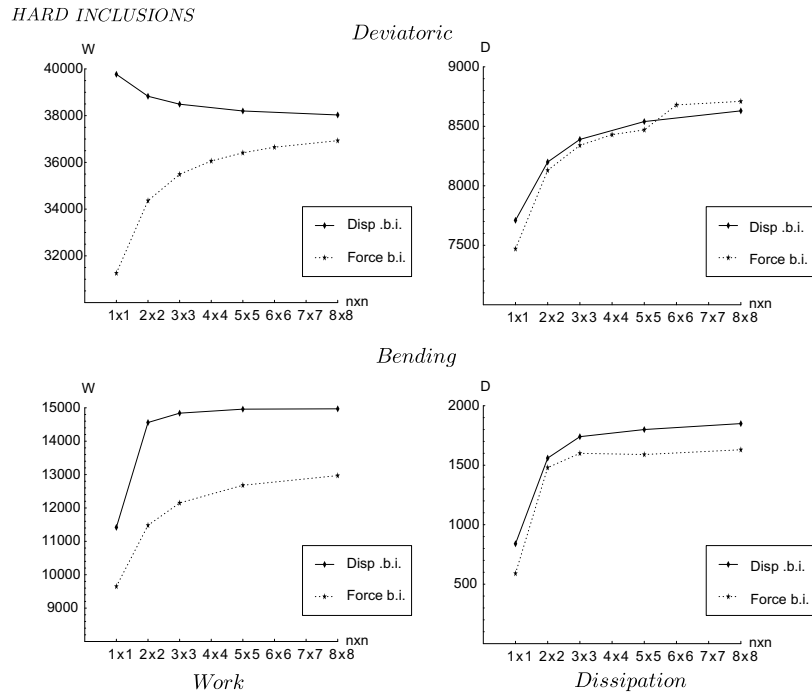 HARD INCLUSIONS
Deviatoric
W
40000
38000
36000
34000
32000
Disp .b.i.
Force b.i.
nxn
1x1 2x2 3x3 4x4 5x5 6x6 7x7 8x8
D
9000
8500
8000
7500
Disp .b.i.
Force b.i.
nxn
1x1 2x2 3x3 4x4 5x5 6x6 7x7 8x8
Bending
W
15000
14000
13000
12000
11000
10000
9000
Disp .b.i.
Force b.i.
nxn
1x1 2x2 3x3 4x4 5x5 6x6 7x7 8x8
Work
D
2000
1500
1000
500
Disp .b.i.
Force b.i.
nxn
1x1 2x2 3x3 4x4 5x5 6x6 7x7 8x8
Dissipation